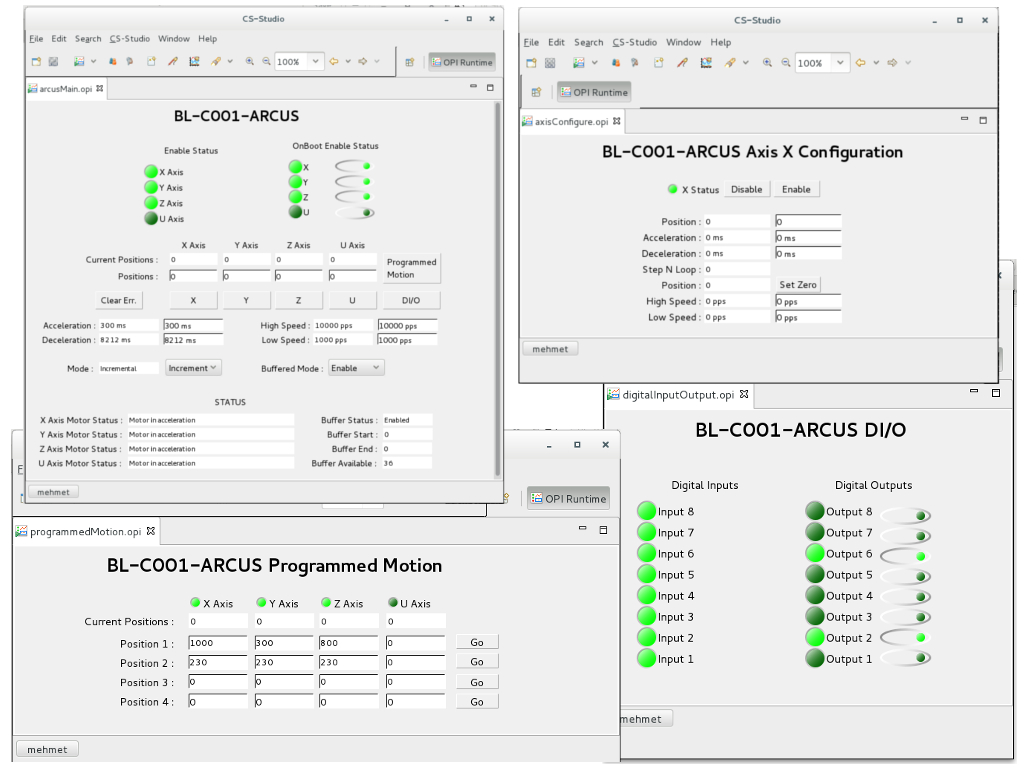 CS-Studio
File Edit Search CS-Studio Window Help
100%
OPI Runtime
arcusMain.opi
BL-C001-ARCUS
Enable Status
OnBoot Enable Status
X Axis
Y Axis
Z Axis
U Axis
X
Y
Z
U
X Axis Y Axis Z Axis U Axis
Current Positions : 0 0 0 0
Positions : 0 0 0 0
Programmed
Motion
Clear Err. X Y Z U DI/O
Acceleration : 300 ms 300 ms High Speed : 10000 pps 10000 pps
Deceleration : 8212 ms 8212 ms Low Speed : 1000 pps 1000 pps
Mode : Incremental Increment Buffered Mode : Enable
STATUS
X Axis Motor Status : Motor in acceleration Buffer Status : Enabled
Y Axis Motor Status : Motor in acceleration Buffer Start : 0
Z Axis Motor Status : Motor in acceleration Buffer End : 0
U Axis Motor Status : Motor in acceleration Buffer Available : 36
mehmet
CS-Studio
File Edit Search CS-Studio Window Help
100%
OPI Runtime
axisConfigure.opi
BL-C001-ARCUS Axis X Configuration
X Status Disable Enable
Position : 0 0
Acceleration : 0 ms 0 ms
Deceleration : 0 ms 0 ms
Step N Loop : 0
Position : 0 Set Zero
High Speed : 0 pps 0 pps
Low Speed : 0 pps 0 pps
mehmet
OPI Runtime
programmedMotion.opi
BL-C001-ARCUS Programmed Motion
X Axis Y Axis Z Axis U Axis
Current Positions : 0 0 0 0
Position 1 : 1000 300 800 0 Go
Position 2 : 230 230 230 0 Go
Position 3 : 0 0 0 0 Go
Position 4 : 0 0 0 0 Go
mehmet
digitalInputOutput.opi
BL-C001-ARCUS DI/O
Digital Inputs Digital Outputs
Input 8 Output 8
Input 7 Output 7
Input 6 Output 6
Input 5 Output 5
Input 4 Output 4
Input 3 Output 3
Input 2 Output 2
Input 1 Output 1
mehmet